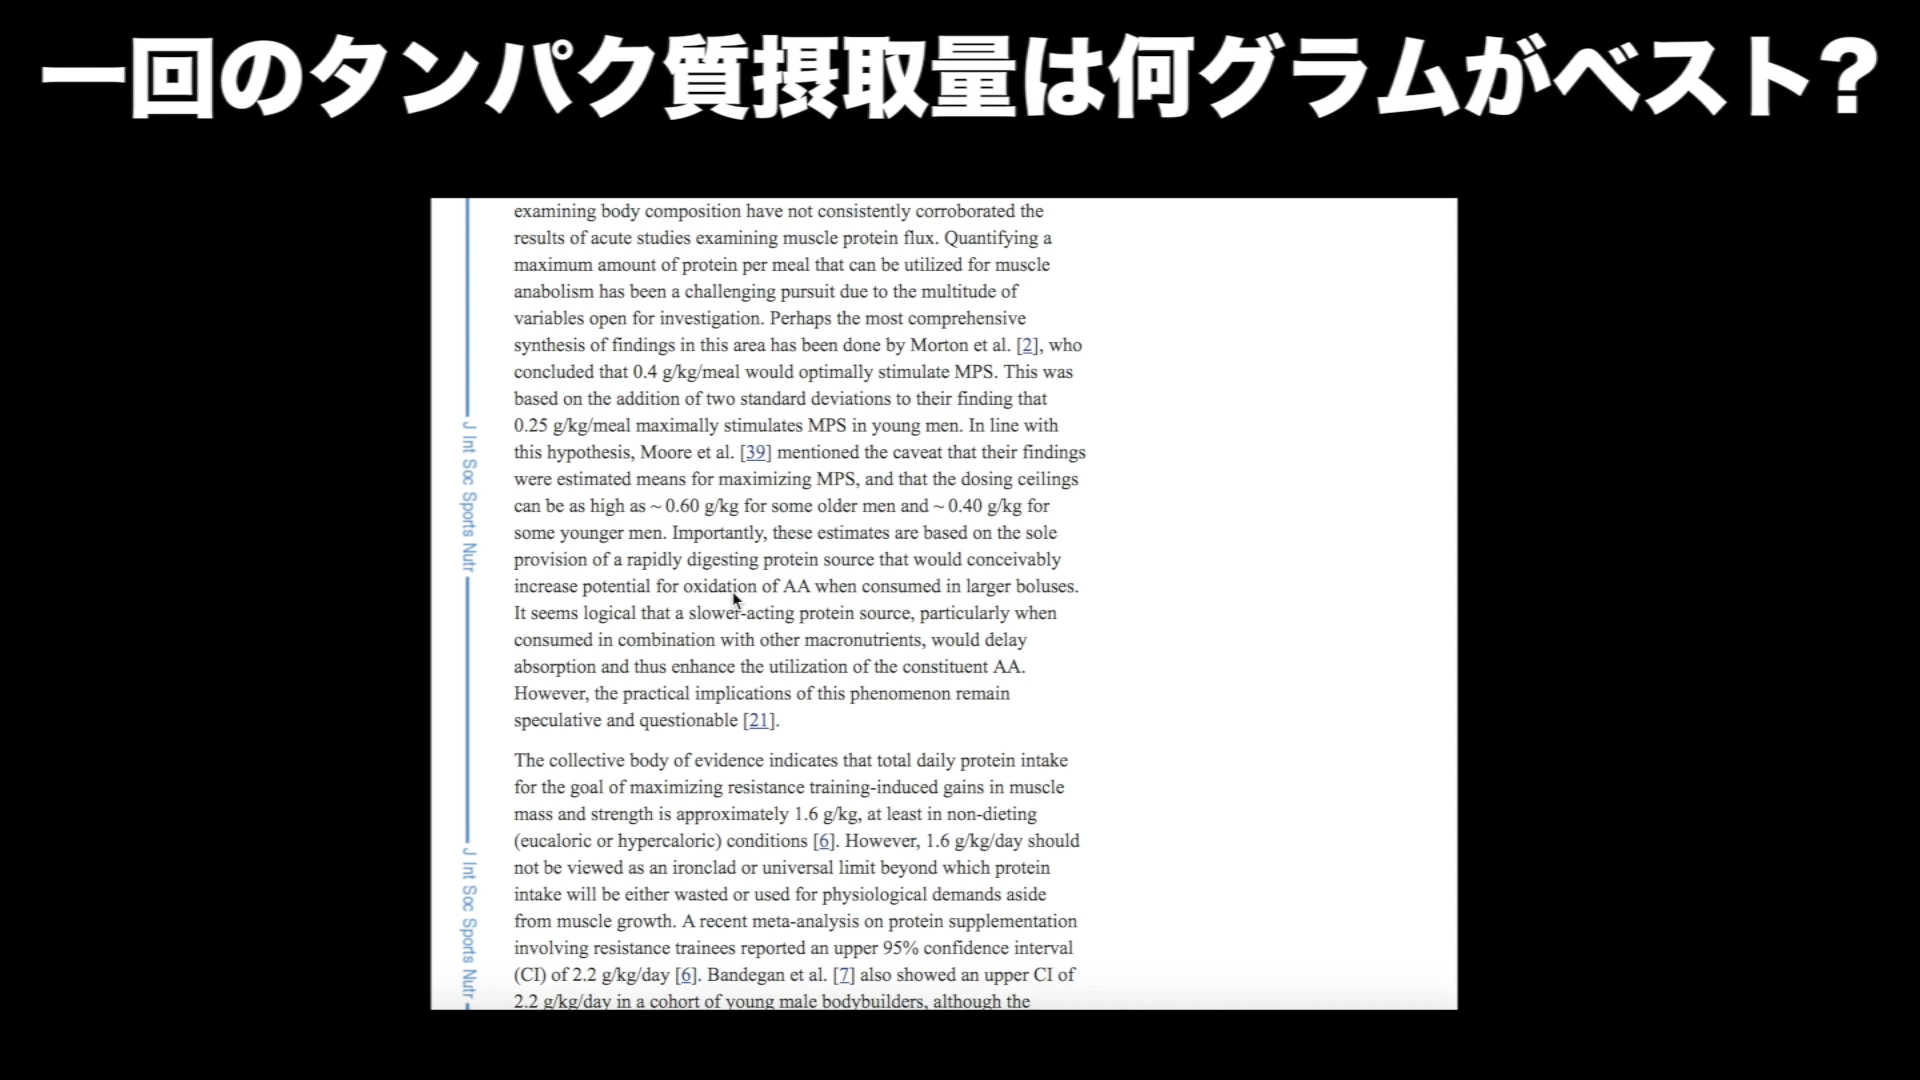 一回のタンパク質摂取量は何グラムがベスト?
examining body composition have not consistently corroborated the
results of acute studies examining muscle protein flux. Quantifying a
maximum amount of protein per meal that can be utilized for muscle
anabolism has been a challenging pursuit due to the multitude of
variables open for investigation. Perhaps the most comprehensive
synthesis of findings in this area has been done by Morton et al. [2], who
concluded that 0.4 g/kg/meal would optimally stimulate MPS. This was
based on the addition of two standard deviations to their finding that
0.25 g/kg/meal maximally stimulates MPS in young men. In line with
this hypothesis, Moore et al. [39] mentioned the caveat that their findings
were estimated means for maximizing MPS, and that the dosing ceilings
can be as high as ~ 0.60 g/kg for some older men and ~ 0.40 g/kg for
some younger men. Importantly, these estimates are based on the sole
provision of a rapidly digesting protein source that would conceivably
increase potential for oxidation of AA when consumed in larger boluses.
It seems logical that a slower-acting protein source, particularly when
consumed in combination with other macronutrients, would delay
absorption and thus enhance the utilization of the constituent AA.
However, the practical implications of this phenomenon remain
speculative and questionable [21].
The collective body of evidence indicates that total daily protein intake
for the goal of maximizing resistance training-induced gains in muscle
mass and strength is approximately 1.6 g/kg, at least in non-dieting
(eucaloric or hypercaloric) conditions [6]. However, 1.6 g/kg/day should
not be viewed as an ironclad or universal limit beyond which protein
intake will be either wasted or used for physiological demands aside
from muscle growth. A recent meta-analysis on protein supplementation
involving resistance trainees reported an upper 95% confidence interval
(CI) of 2.2 g/kg/day [6]. Bandegan et al. [7] also showed an upper CI of
2.2 g/kg/day in a cohort of young male bodybuilders, although the
J Int Soc Sports Nutr
J Int Soc Sports Nutr